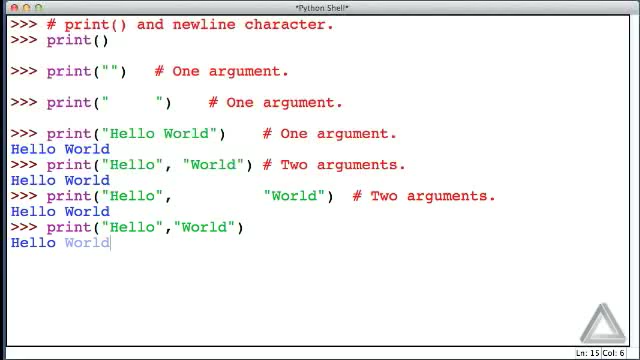 *Python Shell*
>>> # print() and newline character.
>>> print()
>>> print("")   # One argument.
>>> print("     ")    # One argument.
>>> print("Hello World")    # One argument.
Hello World
>>> print("Hello", "World") # Two arguments.
Hello World
>>> print("Hello",          "World")  # Two arguments.
Hello World
>>> print("Hello","World")
Hello World
Ln: 15 Col: 6